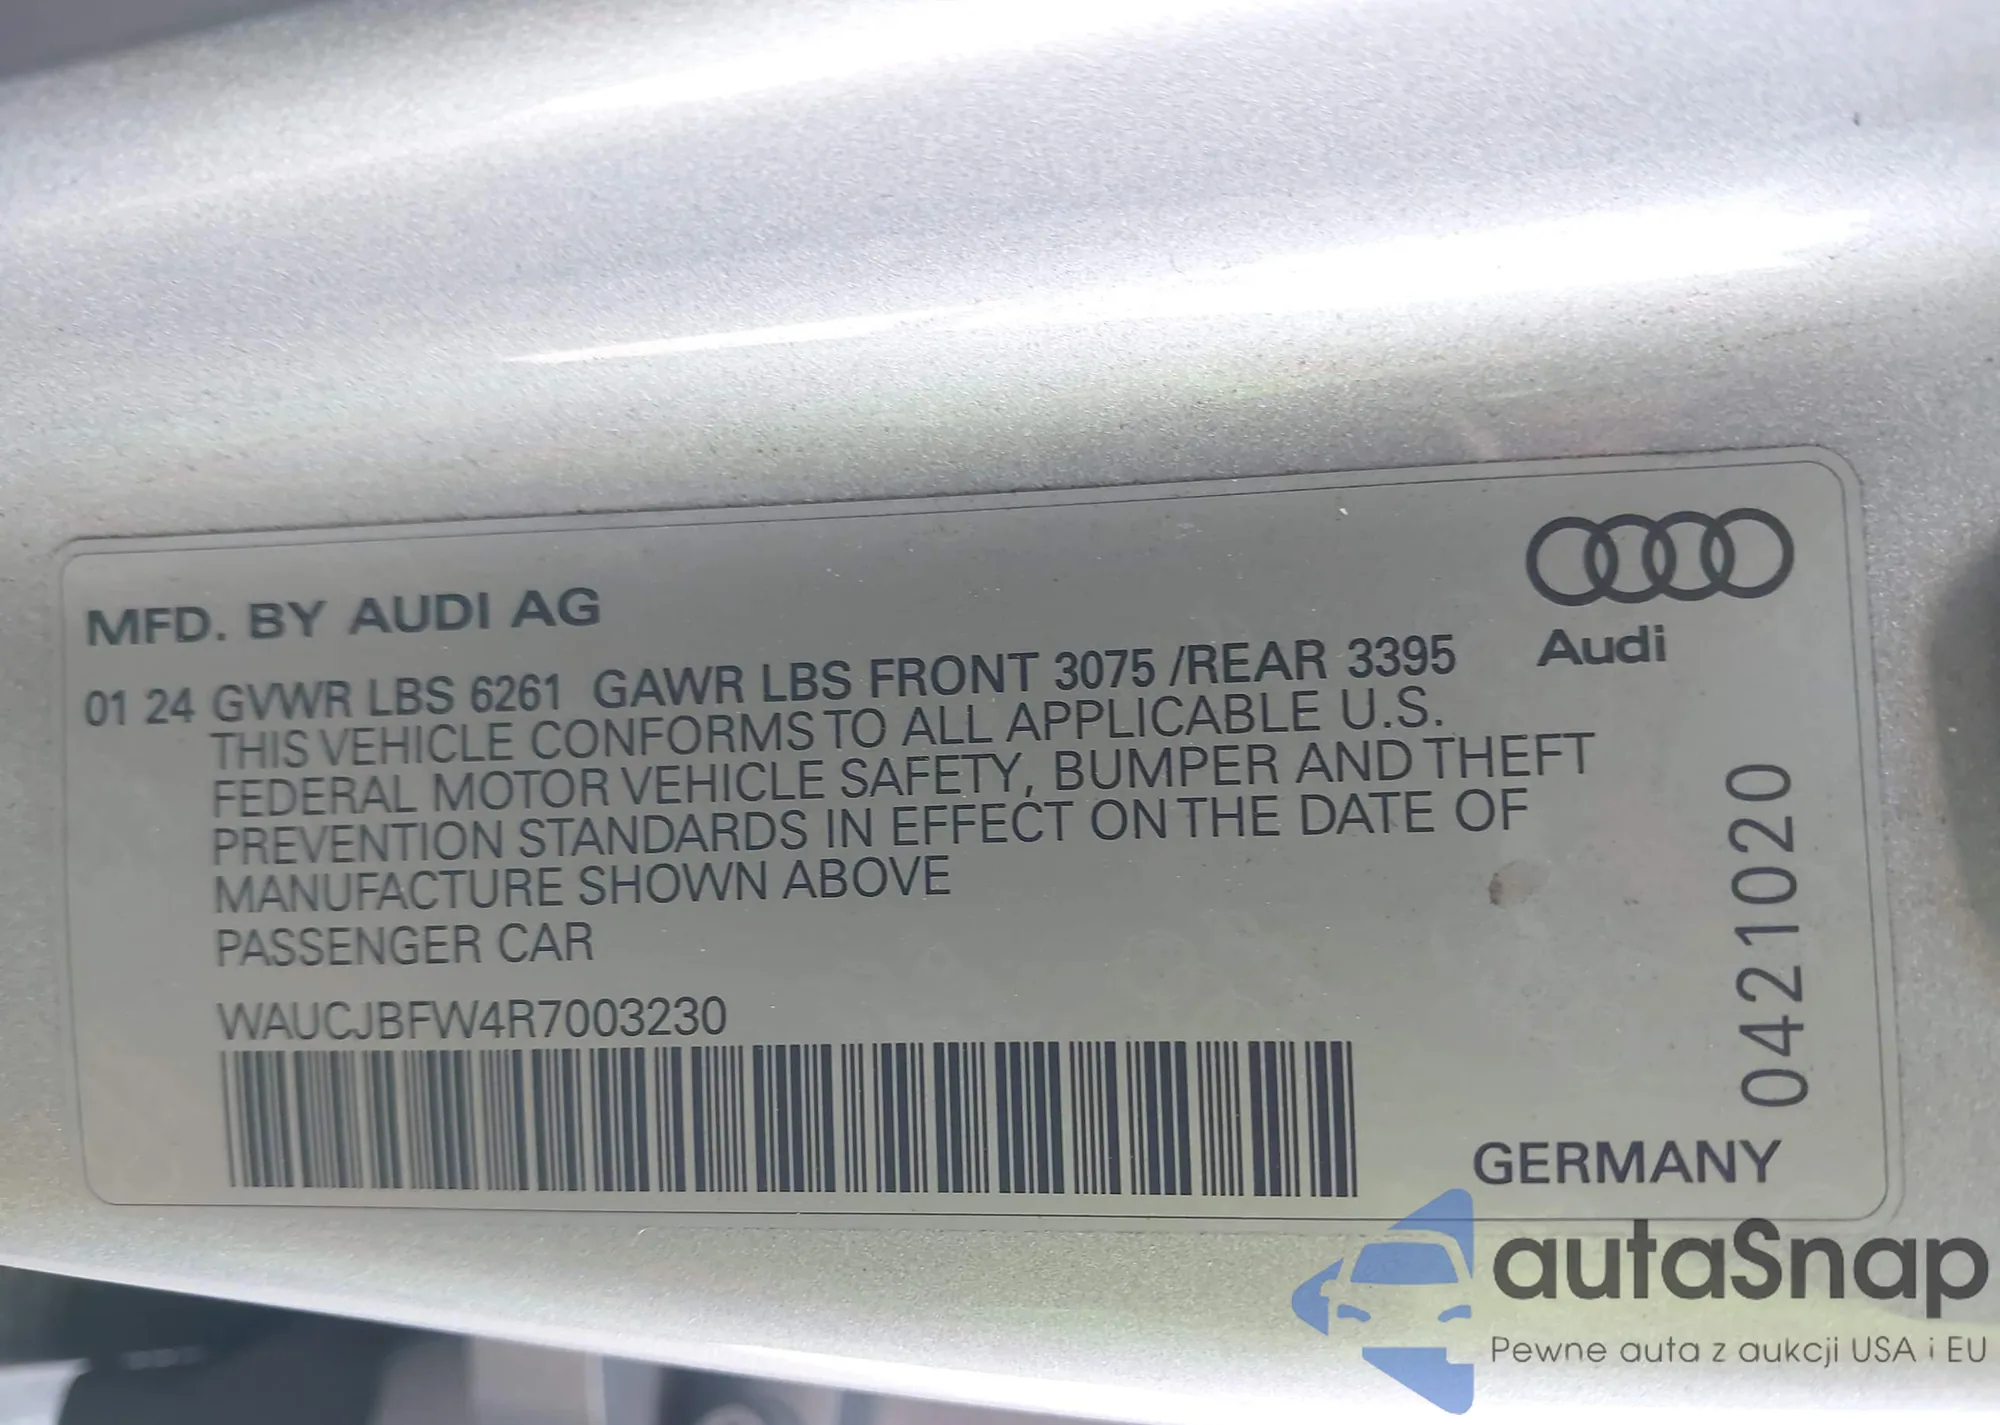 MFD. BY AUDI AG
01 24 GVWR LBS 6261 GAWR LBS FRONT 3075 /REAR 3395
THIS VEHICLE CONFORMS TO ALL APPLICABLE U.S.
FEDERAL MOTOR VEHICLE SAFETY, BUMPER AND THEFT
PREVENTION STANDARDS IN EFFECT ON THE DATE OF
MANUFACTURE SHOWN ABOVE
PASSENGER CAR
WAUCJBFW4R7003230
Audi
0421020
GERMANY
autaSnap
Pewne auta z aukcji USA i EU